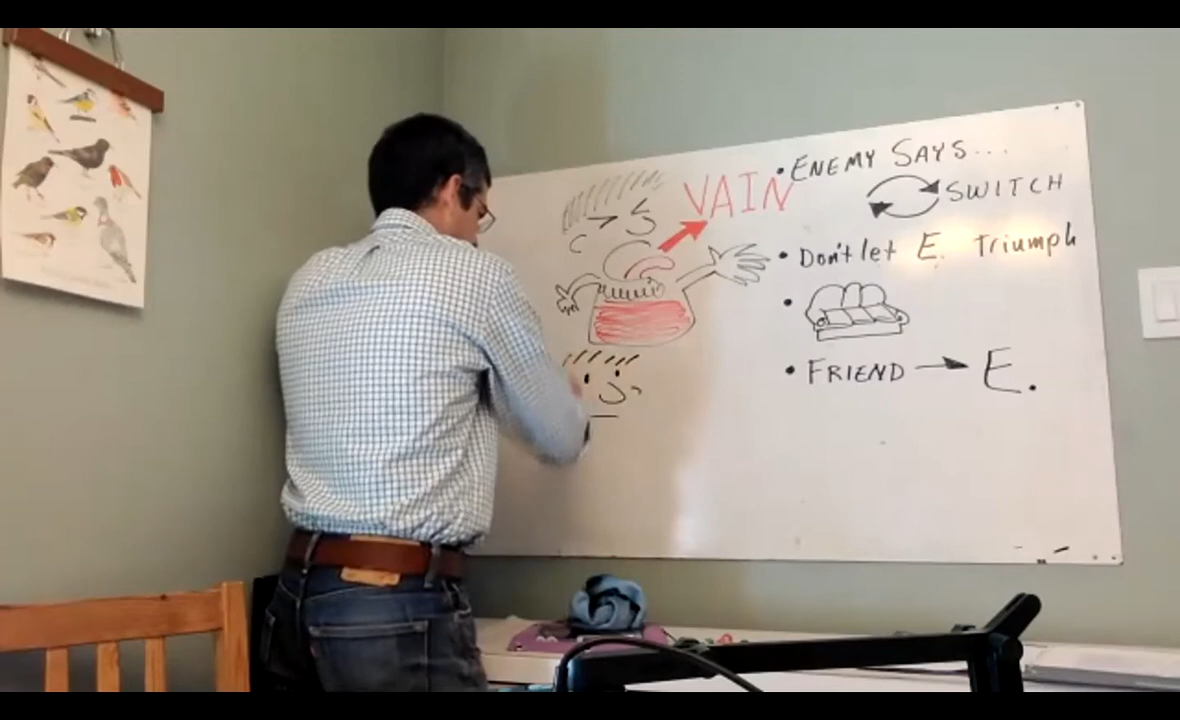 VAIN
• ENEMY SAYS...
SWITCH
• Don't let E. Triumph
•
• FRIEND → E.